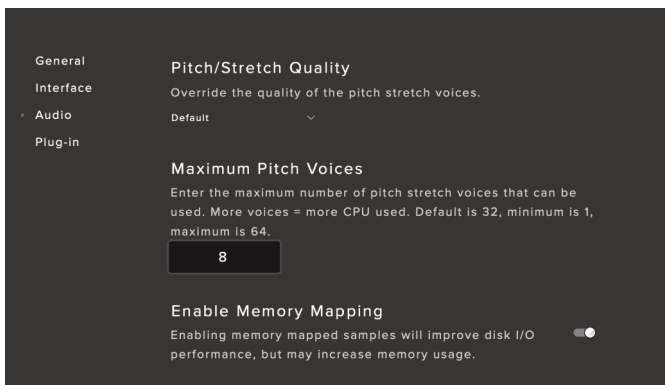 General
Interface
Audio
Plug-in
Pitch/Stretch Quality
Override the quality of the pitch stretch voices.
Default
Maximum Pitch Voices
Enter the maximum number of pitch stretch voices that can be
used. More voices = more CPU used. Default is 32, minimum is 1,
maximum is 64.
8
Enable Memory Mapping
Enabling memory mapped samples will improve disk I/O
performance, but may increase memory usage.